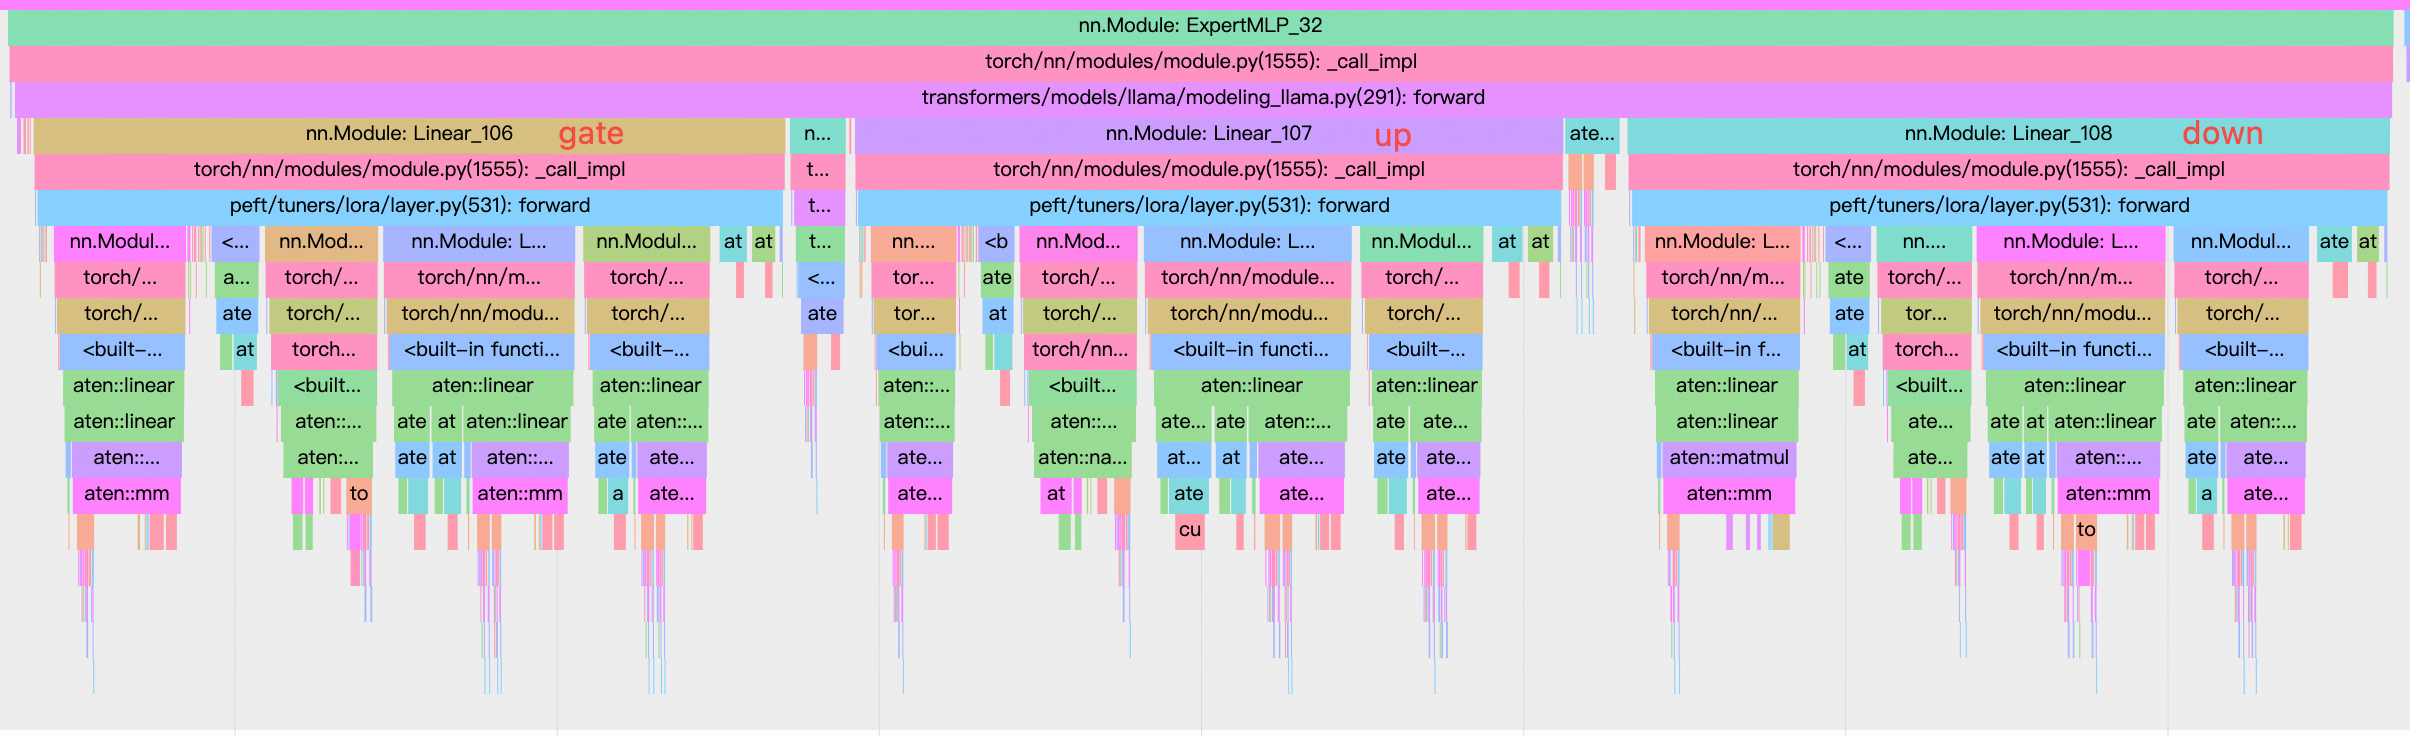 nn.Module: ExpertMLP_32
torch/nn/modules/module.py(1555): _call_impl
transformers/models/llama/modeling_llama.py(291): forward
nn.Module: Linear_106 gate n... nn.Module: Linear_107 up ate... nn.Module: Linear_108 down
torch/nn/modules/module.py(1555): _call_impl t... torch/nn/modules/module.py(1555): _call_impl torch/nn/modules/module.py(1555): _call_impl
peft/tuners/lora/layer.py(531): forward t... peft/tuners/lora/layer.py(531): forward peft/tuners/lora/layer.py(531): forward
nn.Modul... <... nn.Mod... nn.Module: L... nn.Modul... at at t... nn.... <b nn.Mod... nn.Module: L... nn.Modul... at at nn.Module: L... <... nn.... nn.Module: L... nn.Modul... ate at
torch/... a... torch/... torch/nn/m... torch/... <... tor... ate torch/... torch/nn/module... torch/... torch/nn/m... ate torch/... torch/nn/m... torch/...
torch/... ate torch/... torch/nn/modu... torch/... ate tor... at torch/... torch/nn/modu... torch/... torch/nn/... ate tor... torch/nn/modu... torch/...
<built-... at torch... <built-in functi... <built-... <bui... torch/nn... <built-in functi... <built-... <built-in f... at torch... <built-in functi... <built-...
aten::linear <built... aten::linear aten::linear aten::... <built... aten::linear aten::linear aten::linear <built... aten::linear aten::linear
aten::linear aten::... ate at aten::linear ate aten::... aten::... aten::... ate... ate aten::... ate ate... aten::linear ate... ate at aten::linear ate aten::...
aten::... aten:... ate at aten::... ate ate... ate... aten::na... at... at ate... ate ate... aten::matmul ate... ate at aten::... ate ate...
aten::mm to aten::mm a ate... ate... at ate ate... ate... aten::mm aten::mm a ate...
cu to